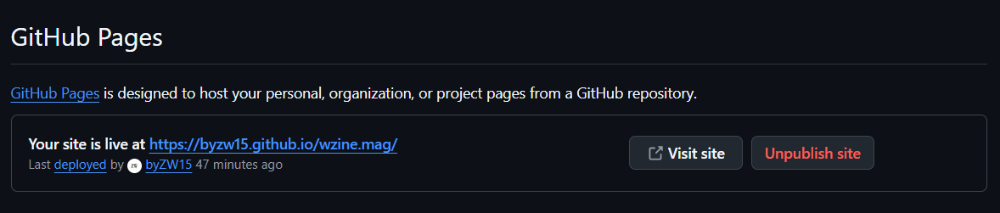 GitHub Pages
GitHub Pages is designed to host your personal, organization, or project pages from a GitHub repository.
Your site is live at https://byzw15.github.io/wzine.mag/
Last deployed by byZW15 47 minutes ago
Visit site
Unpublish site